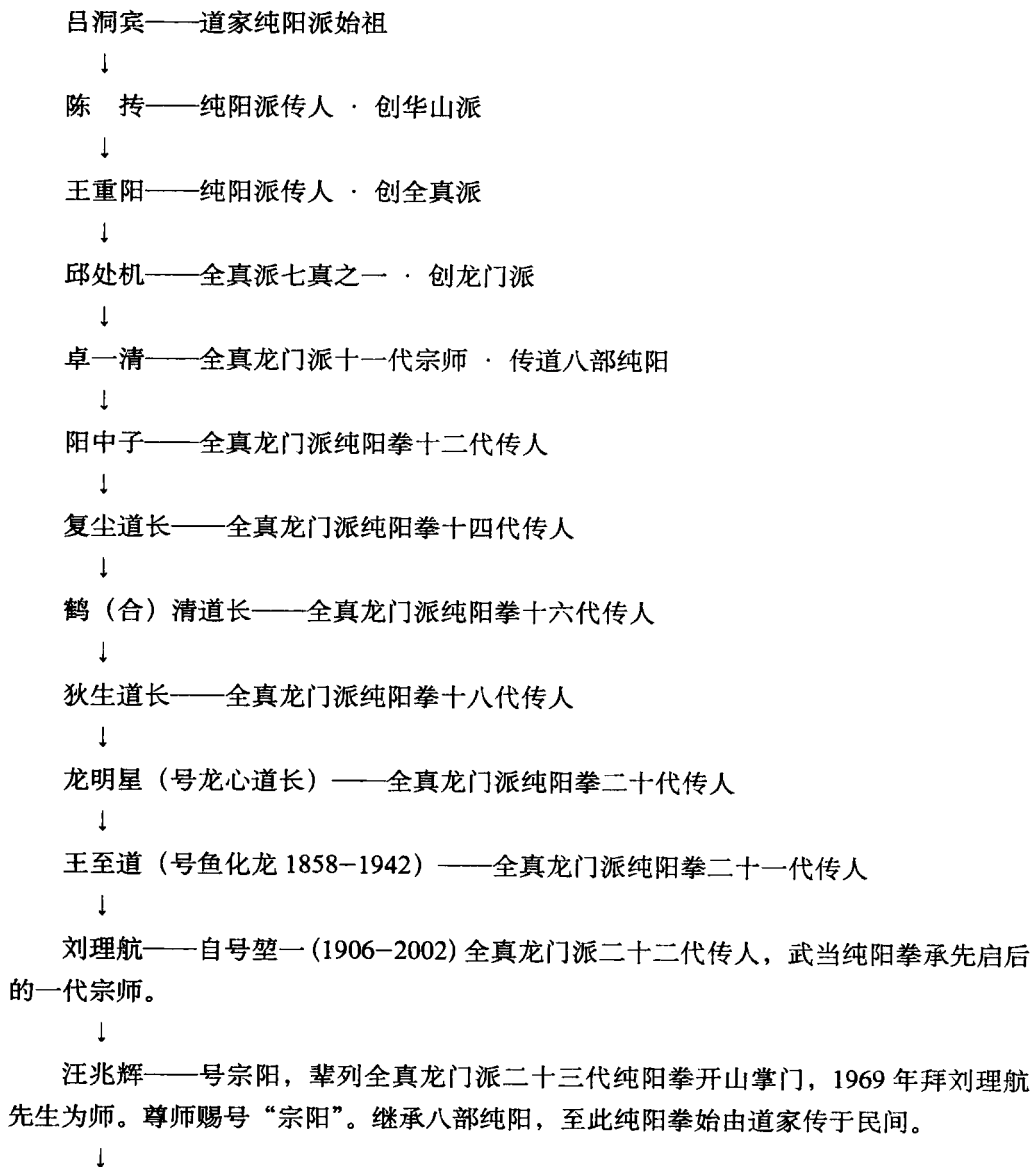 吕洞宾——道家纯阳派始祖
↓
陈　抟——纯阳派传人 · 创华山派
↓
王重阳——纯阳派传人 · 创全真派
↓
邱处机——全真派七真之一 · 创龙门派
↓
卓一清——全真龙门派十一代宗师 · 传道八部纯阳
↓
阳中子——全真龙门派纯阳拳十二代传人
↓
复尘道长——全真龙门派纯阳拳十四代传人
↓
鹤（合）清道长——全真龙门派纯阳拳十六代传人
↓
狄生道长——全真龙门派纯阳拳十八代传人
↓
龙明星（号龙心道长）——全真龙门派纯阳拳二十代传人
↓
王至道（号鱼化龙 1858–1942）——全真龙门派纯阳拳二十一代传人
↓
刘理航——自号堃一 (1906–2002) 全真龙门派二十二代传人，武当纯阳拳承先启后
的一代宗师。
↓
汪兆辉——号宗阳，辈列全真龙门派二十三代纯阳拳开山掌门，1969 年拜刘理航
先生为师。尊师赐号“宗阳”。继承八部纯阳，至此纯阳拳始由道家传于民间。
↓